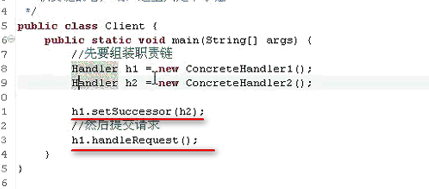 4 */
5 public class Client {
6 public static void main(String[] args) {
7 //先要组装职责链
8 Handler h1 = new ConcreteHandler1();
9 Handler h2 = new ConcreteHandler2();
0
1 h1.setSuccessor(h2);
2 //然后提交请求
3 h1.handleRequest();
4 }
5 }
6